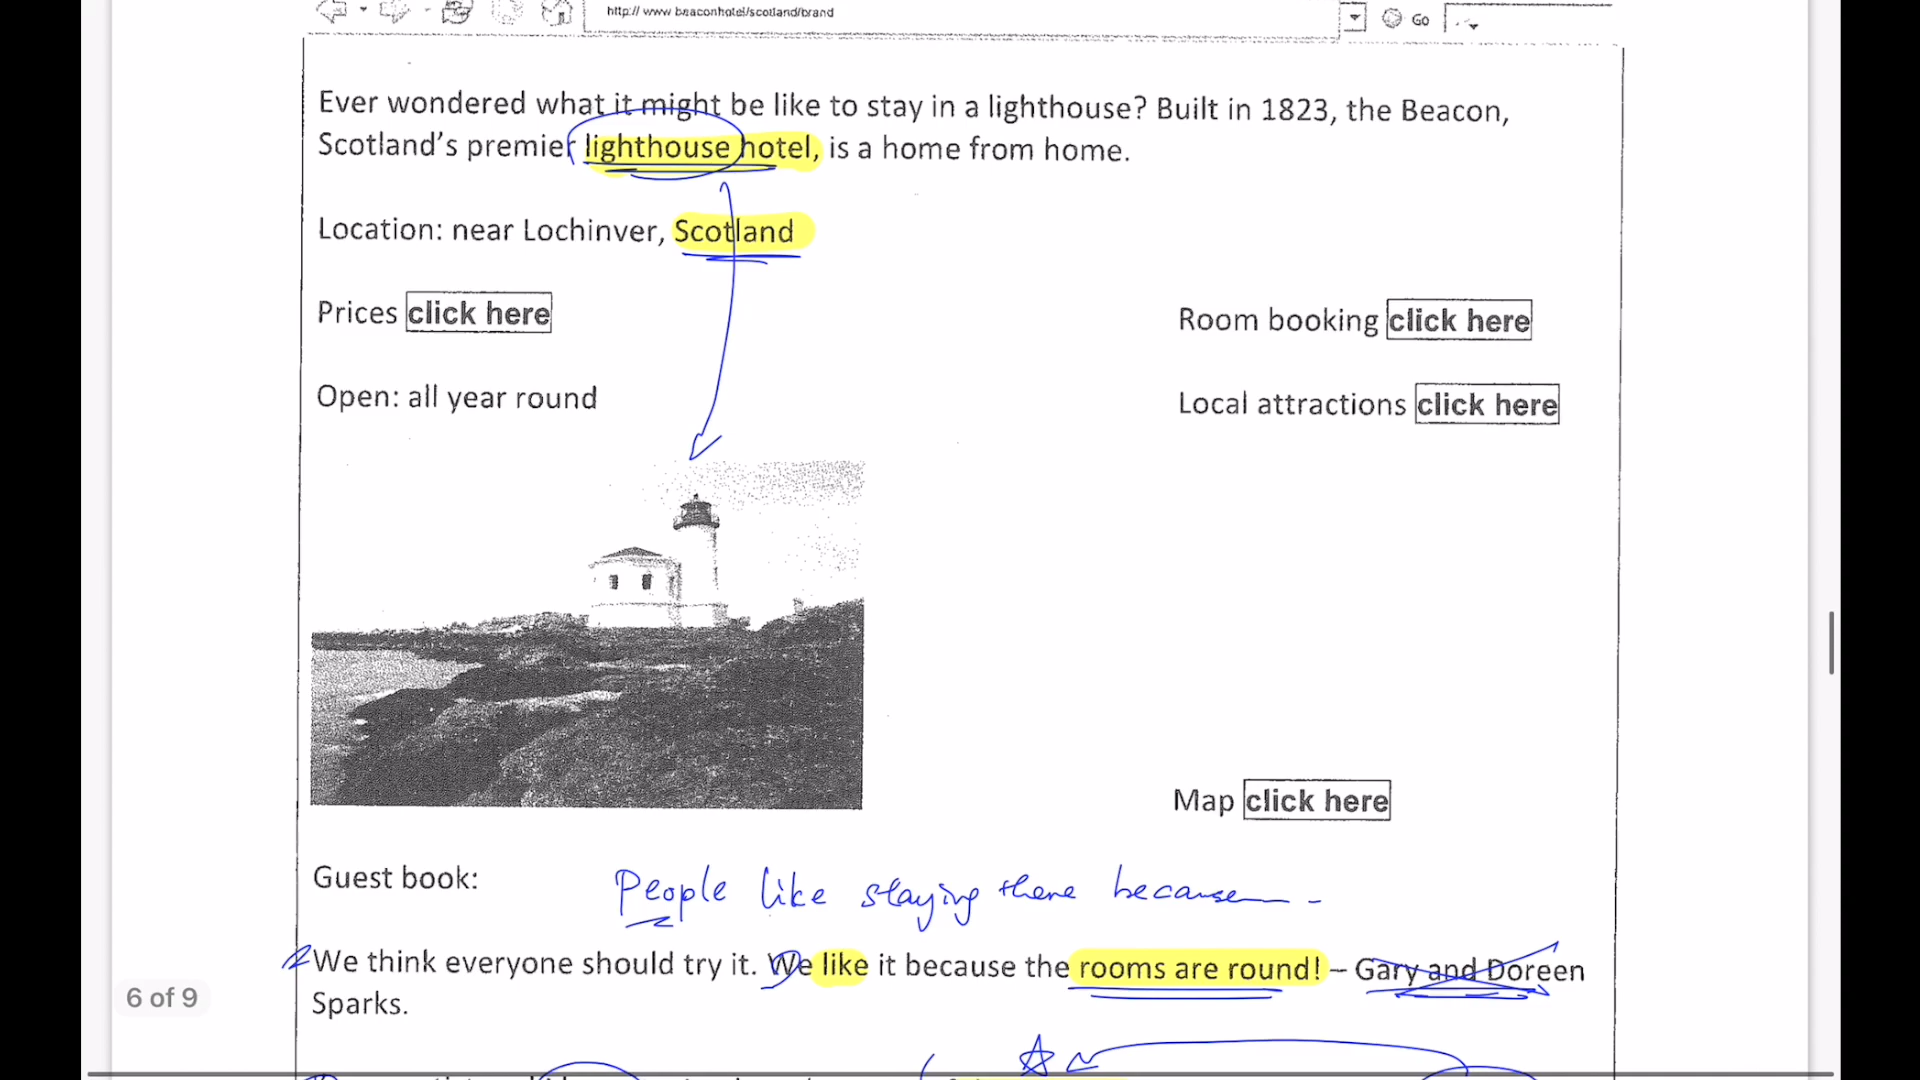 http:// www beaconhotel/scotland/brand
GO
Ever wondered what it might be like to stay in a lighthouse? Built in 1823, the Beacon,
Scotland's premier lighthouse hotel, is a home from home.
Location: near Lochinver, Scotland
Prices click here
Room booking click here
Open: all year round
Local attractions click here
Map click here
Guest book:
People like staying there because
We think everyone should try it. We like it because the rooms are round! – Gary and Doreen
Sparks.
6 of 9